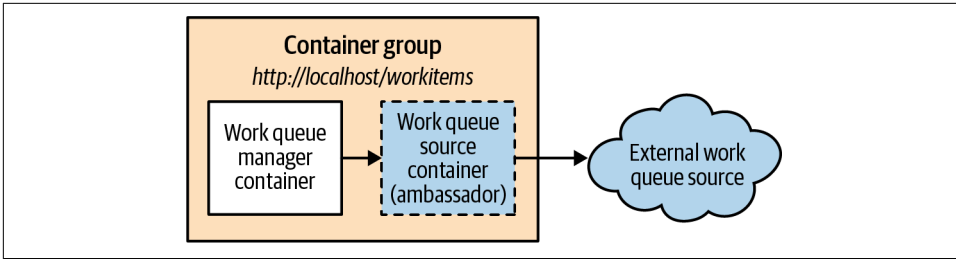 Container group
http://localhost/workitems
Work queue
manager
container
Work queue
source
container
(ambassador)
External work
queue source